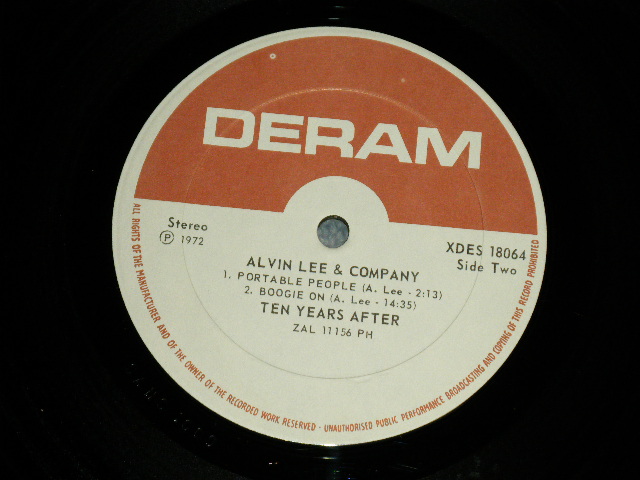 DERAM
Stereo
Ⓟ 1972
XDES 18064
Side Two
ALVIN LEE & COMPANY
1. PORTABLE PEOPLE (A. Lee - 2:13)
2. BOOGIE ON (A. Lee - 14:35)
TEN YEARS AFTER
ZAL 11156 PH
ALL RIGHTS OF THE MANUFACTURER AND OF THE OWNER OF THE RECORDED WORK RESERVED · UNAUTHORISED PUBLIC PERFORMANCE BROADCASTING AND COPYING OF THIS RECORD PROHIBITED